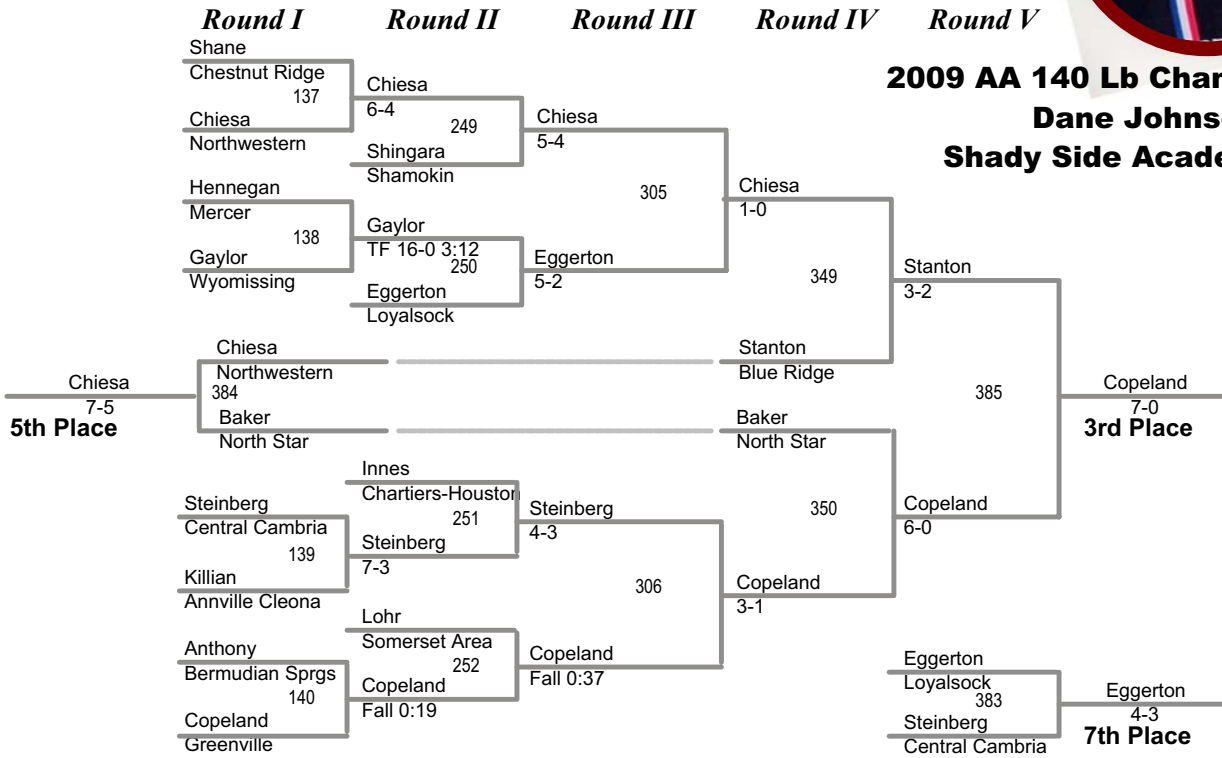 Round I Round II Round III Round IV Round V
2009 AA 140 Lb
Dane
Shady Side
Shane
Chestnut Ridge
137
Chiesa
Northwestern
Chiesa
6-4
249
Shingara
Shamokin
Chiesa
5-4
Hennegan
Mercer
138
Gaylor
Wyomissing
Gaylor
TF 16-0 3:12
250
Eggerton
Loyalsock
Eggerton
5-2
305
Chiesa
1-0
349
Stanton
Blue Ridge
Stanton
3-2
Chiesa
Northwestern
384
Baker
North Star
Chiesa
7-5
5th Place
Baker
North Star
385
Copeland
7-0
3rd Place
Innes
Chartiers-Houston
251
Steinberg
Central Cambria
139
Killian
Annville Cleona
Steinberg
7-3
Steinberg
4-3
306
Lohr
Somerset Area
252
Anthony
Bermudian Sprgs
140
Copeland
Greenville
Copeland
Fall 0:19
Copeland
Fall 0:37
Copeland
3-1
350
Copeland
6-0
Eggerton
Loyalsock
383
Steinberg
Central Cambria
Eggerton
4-3
7th Place